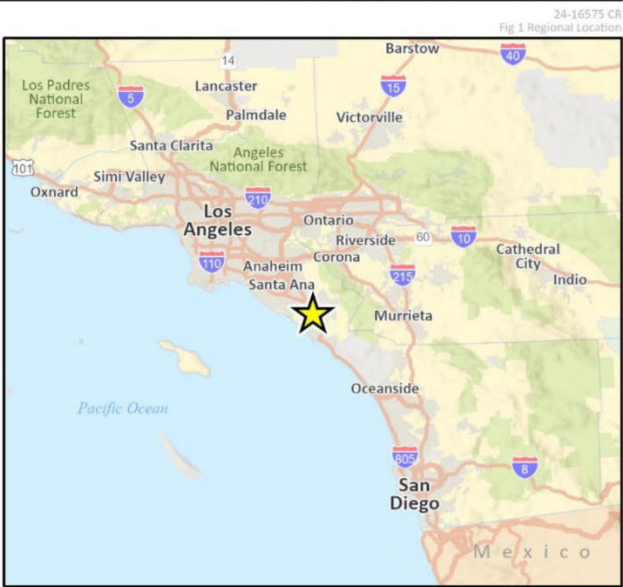 24-16575 CR
Fig 1 Regional Location
Barstow
40
14
Los Padres
National
Forest
5
Lancaster
15
Palmdale
Victorville
Santa Clarita
Angeles
National Forest
101
Simi Valley
Oxnard
210
Los
Angeles
Ontario
Riverside
60
10
Cathedral
City
110
Anaheim
Corona
215
Indio
Santa Ana
Murrieta
Oceanside
Pacific Ocean
805
8
San
Diego
Mexico